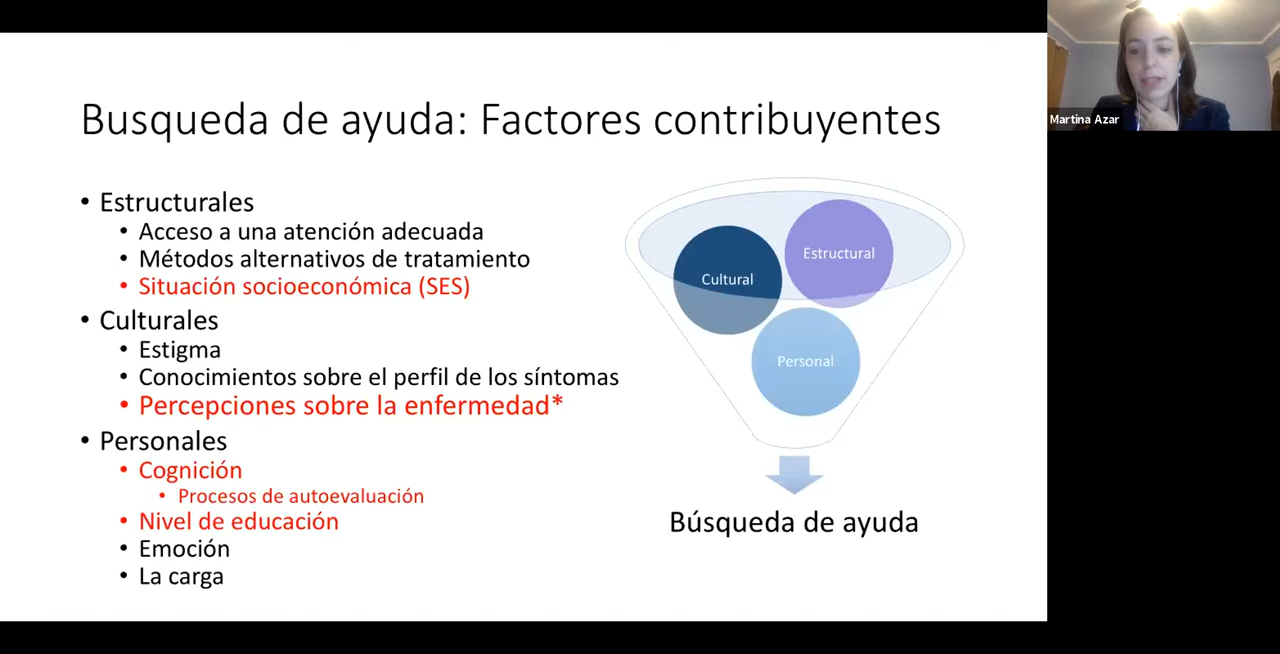 Busqueda de ayuda: Factores contribuyentes
• Estructurales
• Acceso a una atención adecuada
• Métodos alternativos de tratamiento
• Situación socioeconómica (SES)
• Culturales
• Estigma
• Conocimientos sobre el perfil de los síntomas
• Percepciones sobre la enfermedad*
• Personales
• Cognición
• Procesos de autoevaluación
• Nivel de educación
• Emoción
• La carga
Estructural
Cultural
Personal
Búsqueda de ayuda
Martina Azar